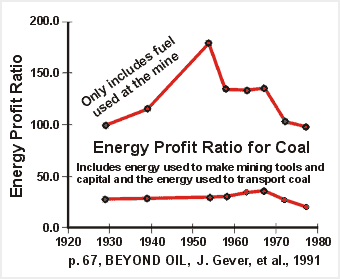 200.0
150.0
100.0
50.0
0.0
Energy Profit Ratio
Only includes fuel
used at the mine
Energy Profit Ratio for Coal
Includes energy used to make mining tools and
capital and the energy used to transport coal
1920 1930 1940 1950 1960 1970 1980
p. 67, BEYOND OIL, J. Gever, et al., 1991